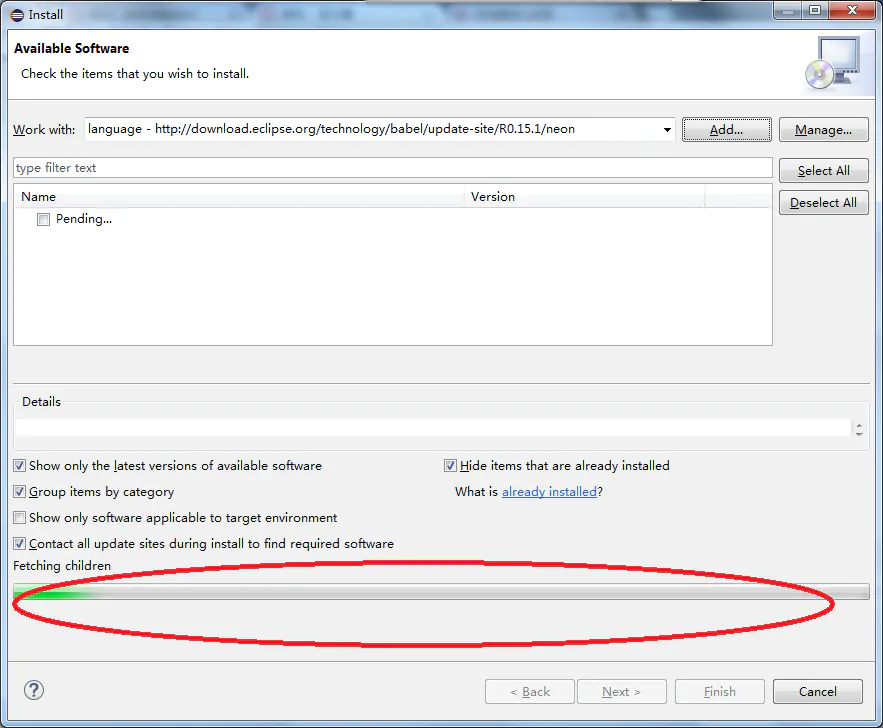 Install
Available Software
Check the items that you wish to install.
Work with: language - http://download.eclipse.org/technology/babel/update-site/R0.15.1/neon Add... Manage...
type filter text Select All
Name Version Deselect All
Pending...
Details
Show only the latest versions of available software Hide items that are already installed
Group items by category What is already installed?
Show only software applicable to target environment
Contact all update sites during install to find required software
Fetching children
? < Back Next > Finish Cancel